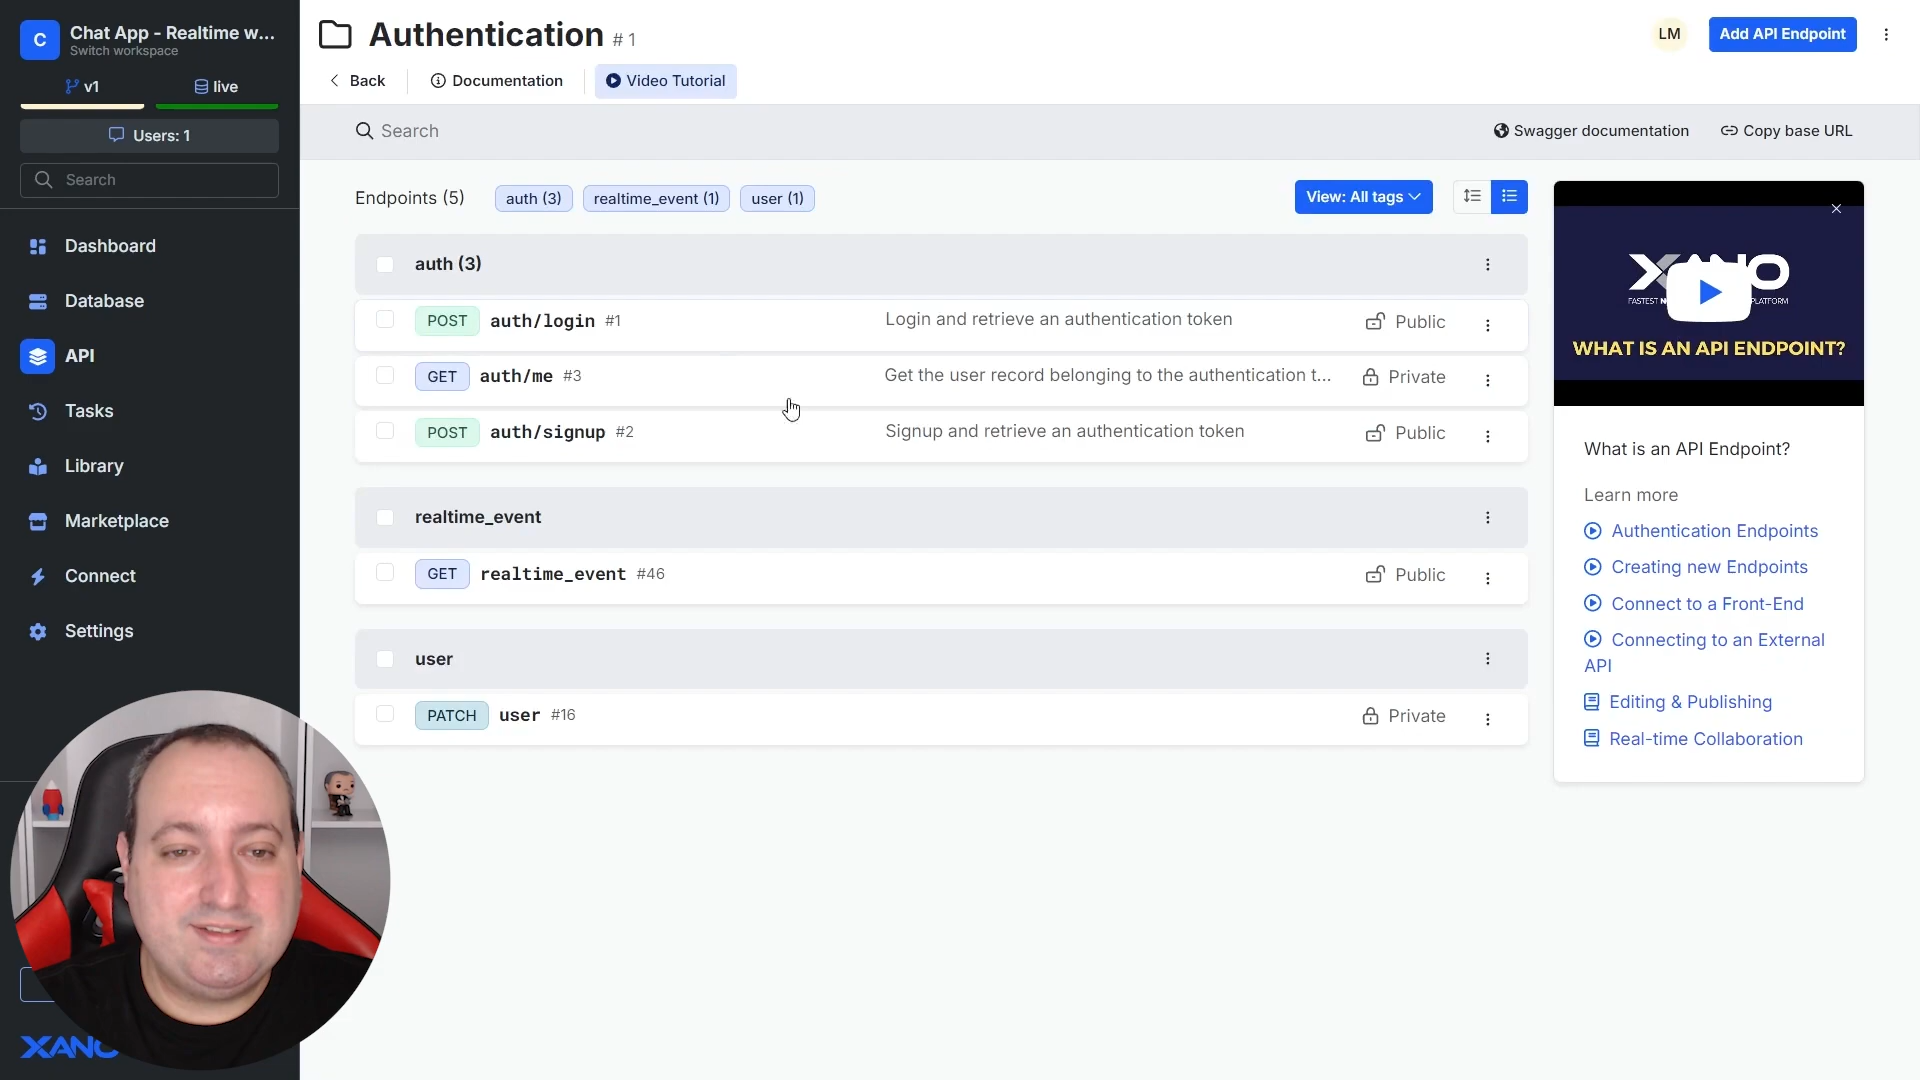 C
Chat App - Realtime w...
Switch workspace
v1
live
Users: 1
Search
Dashboard
Database
API
Tasks
Library
Marketplace
Connect
Settings
XANO
Authentication # 1
LM
Add API Endpoint
Back
Documentation
Video Tutorial
Search
Swagger documentation
Copy base URL
Endpoints (5)
auth (3)
realtime_event (1)
user (1)
View: All tags
auth (3)
POST auth/login #1 Login and retrieve an authentication token Public
GET auth/me #3 Get the user record belonging to the authentication t... Private
POST auth/signup #2 Signup and retrieve an authentication token Public
realtime_event
GET realtime_event #46 Public
user
PATCH user #16 Private
XANO
FASTEST N PLATFORM
WHAT IS AN API ENDPOINT?
What is an API Endpoint?
Learn more
Authentication Endpoints
Creating new Endpoints
Connect to a Front-End
Connecting to an External
API
Editing & Publishing
Real-time Collaboration